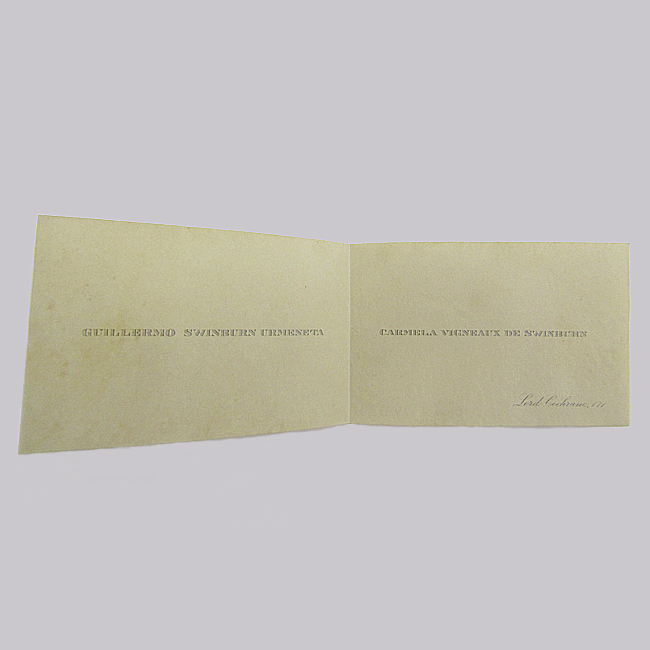 GUILLERMO SWINBURN URMENETA
CARMELA VIGNEAUX DE SWINBURN
Lord Cochrane, 171